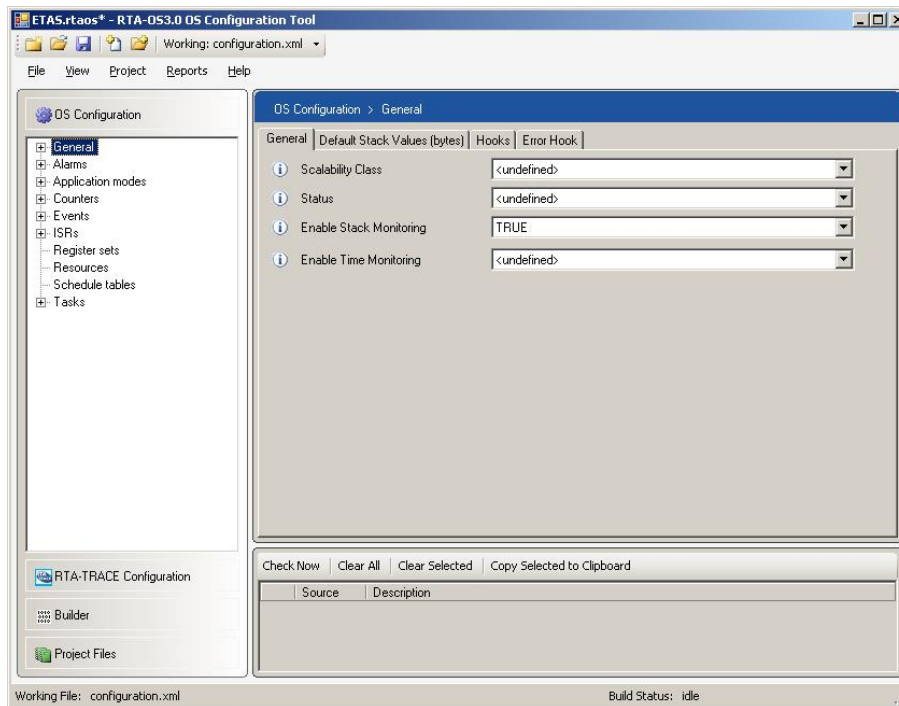 ETAS.rtaos* - RTA-OS3.0 OS Configuration Tool
Working: configuration.xml
File View Project Reports Help
OS Configuration
General
Alarms
Application modes
Counters
Events
ISRs
Register sets
Resources
Schedule tables
Tasks
RTA-TRACE Configuration
Builder
Project Files
OS Configuration > General
General Default Stack Values (bytes) Hooks Error Hook
Scalability Class <undefined>
Status <undefined>
Enable Stack Monitoring TRUE
Enable Time Monitoring <undefined>
Check Now Clear All Clear Selected Copy Selected to Clipboard
Source Description
Working File: configuration.xml Build Status: idle